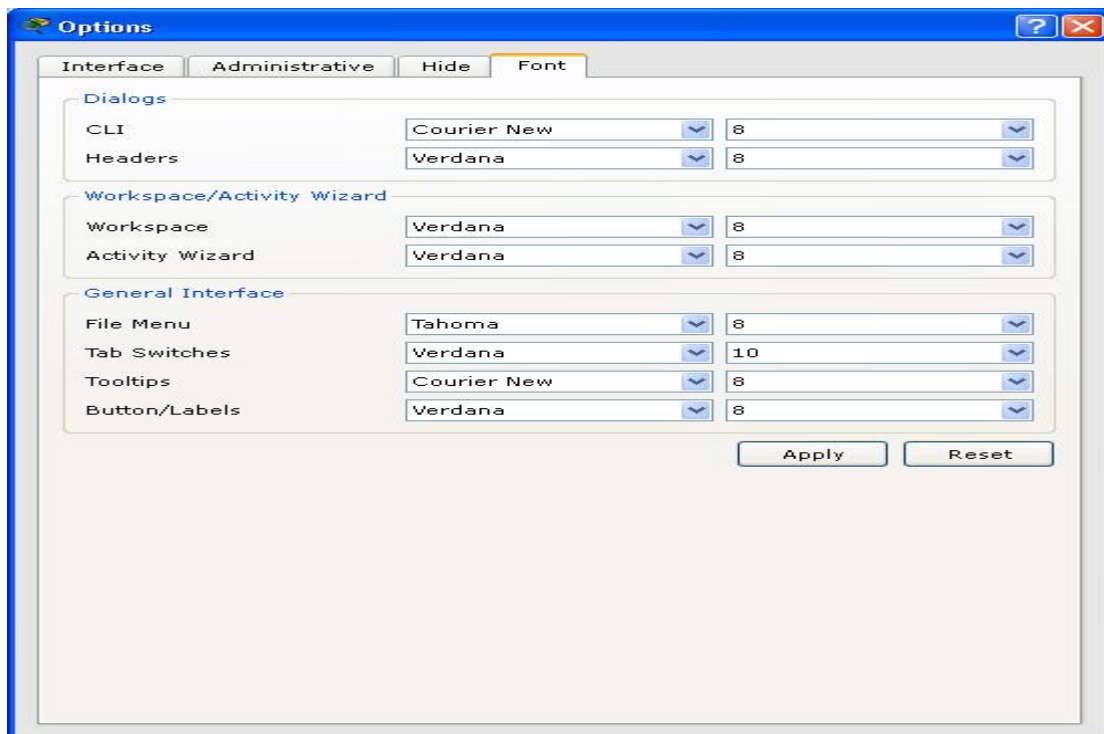 Options
Interface Administrative Hide Font
Dialogs
CLI Courier New 8
Headers Verdana 8
Workspace/Activity Wizard
Workspace Verdana 8
Activity Wizard Verdana 8
General Interface
File Menu Tahoma 8
Tab Switches Verdana 10
Tooltips Courier New 8
Button/Labels Verdana 8
Apply Reset